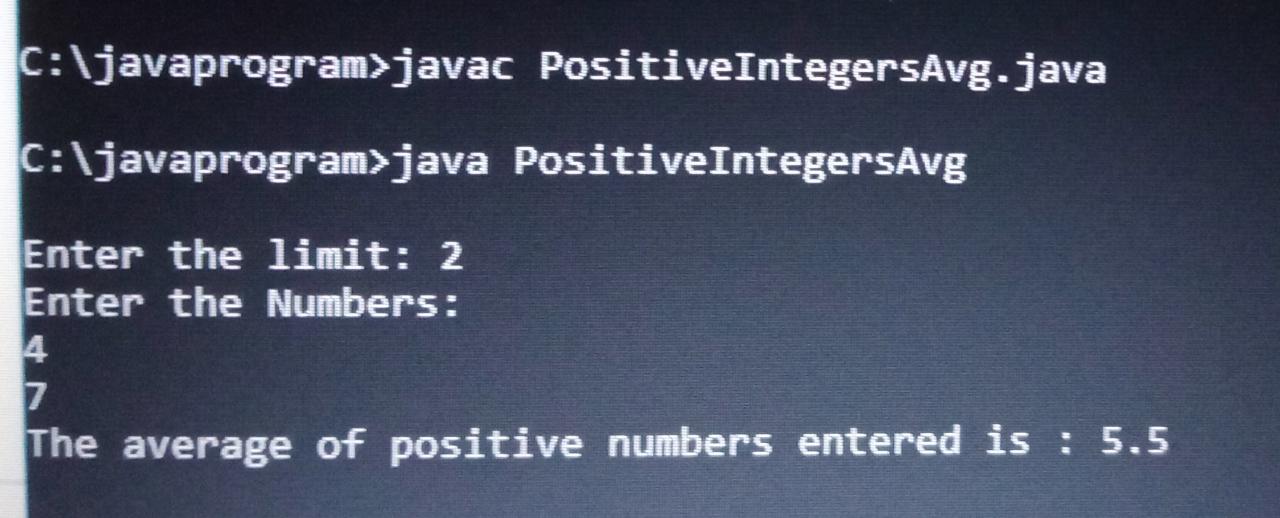 C:\javaprogram>javac PositiveIntegersAvg.java
C:\javaprogram>java PositiveIntegersAvg
Enter the limit: 2
Enter the Numbers:
4
7
The average of positive numbers entered is : 5.5